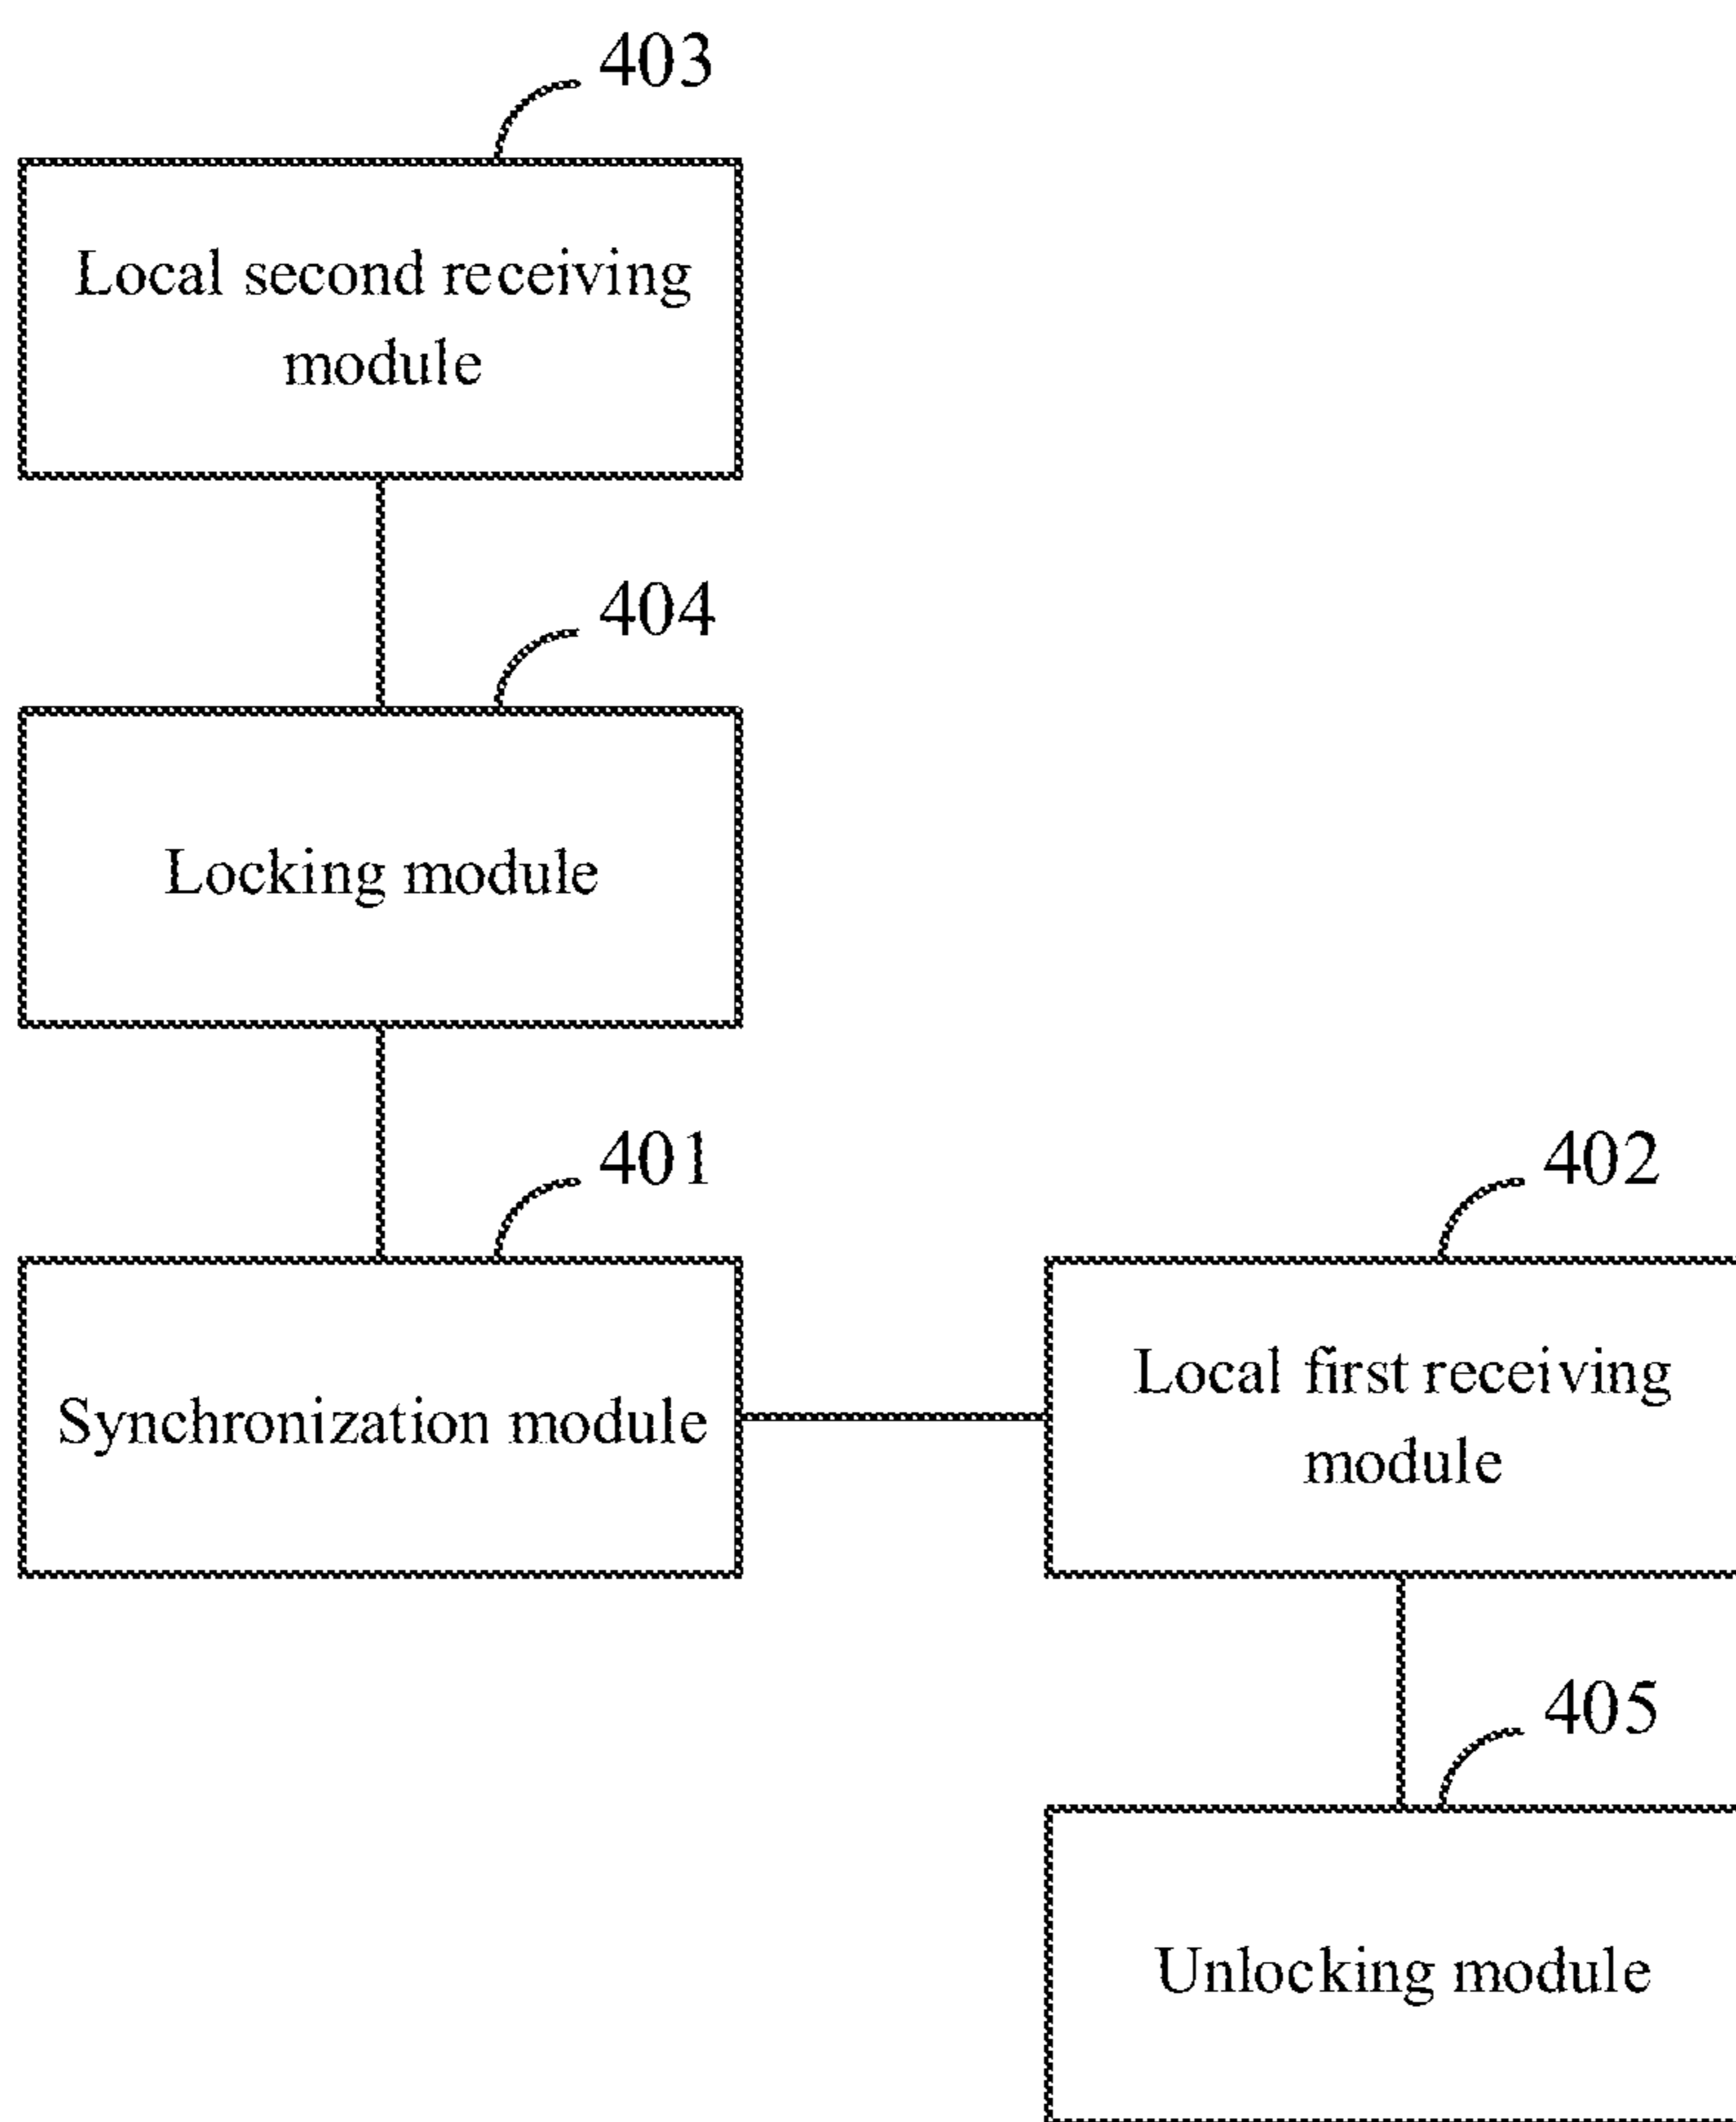 403
Local second receiving
module
404
Locking module
401
Synchronization module
402
Local first receiving
module
405
Unlocking module